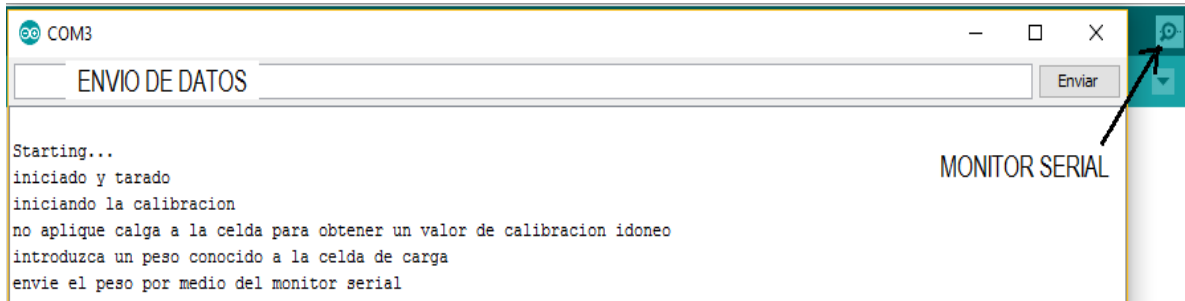 COM3
ENVIO DE DATOS
Enviar
Starting...
iniciado y tarado
iniciando la calibracion
no aplique calga a la celda para obtener un valor de calibracion idoneo
introduzca un peso conocido a la celda de carga
envie el peso por medio del monitor serial
MONITOR SERIAL